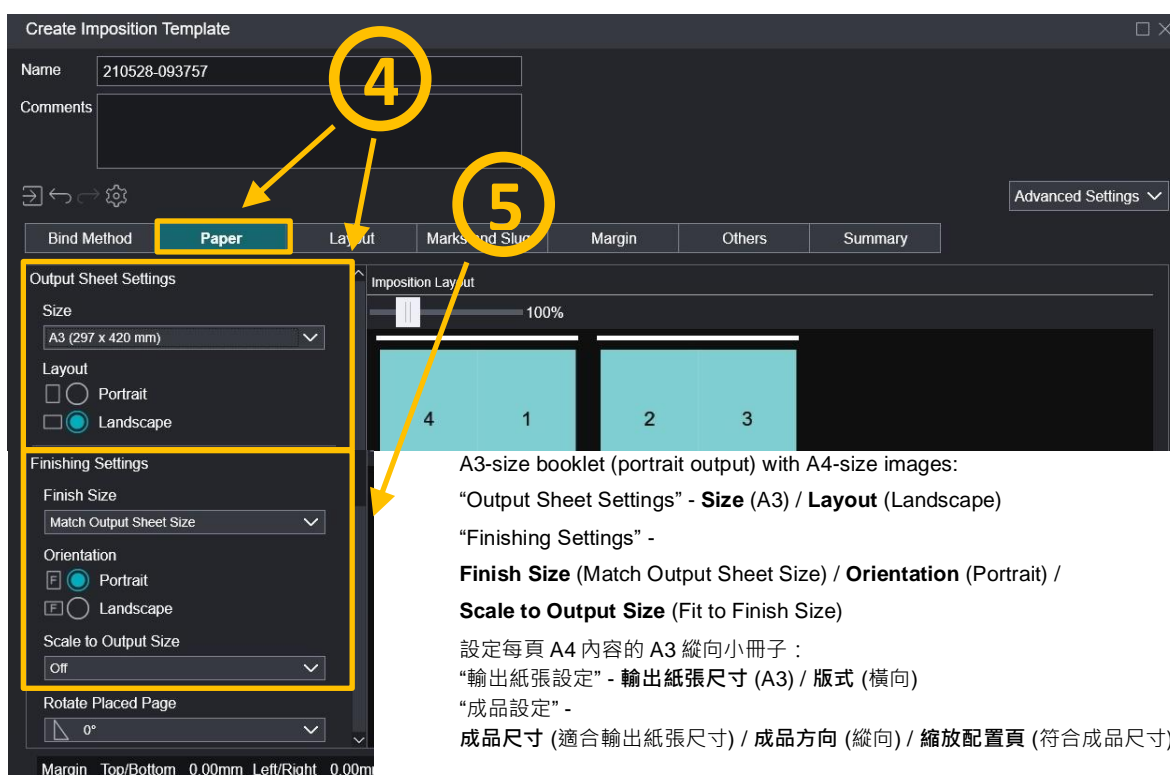 Create Imposition Template
Name 210528-093757
Comments
4
5
Advanced Settings
Bind Method Paper Layout Marks and Slug Margin Others Summary
Output Sheet Settings
Size
A3 (297 x 420 mm)
Layout
Portrait
Landscape
Imposition Layout
100%
4 1 2 3
Finishing Settings
Finish Size
Match Output Sheet Size
Orientation
F Portrait
F Landscape
Scale to Output Size
Off
Rotate Placed Page
0°
Margin Top/Bottom 0.00mm Left/Right 0.00m
A3-size booklet (portrait output) with A4-size images:
“Output Sheet Settings” - Size (A3) / Layout (Landscape)
“Finishing Settings” -
Finish Size (Match Output Sheet Size) / Orientation (Portrait) /
Scale to Output Size (Fit to Finish Size)
設定每頁 A4 內容的 A3 縱向小冊子：
“輸出紙張設定” - 輸出紙張尺寸 (A3) / 版式 (橫向)
“成品設定” -
成品尺寸 (適合輸出紙張尺寸) / 成品方向 (縱向) / 縮放配置頁 (符合成品尺寸)